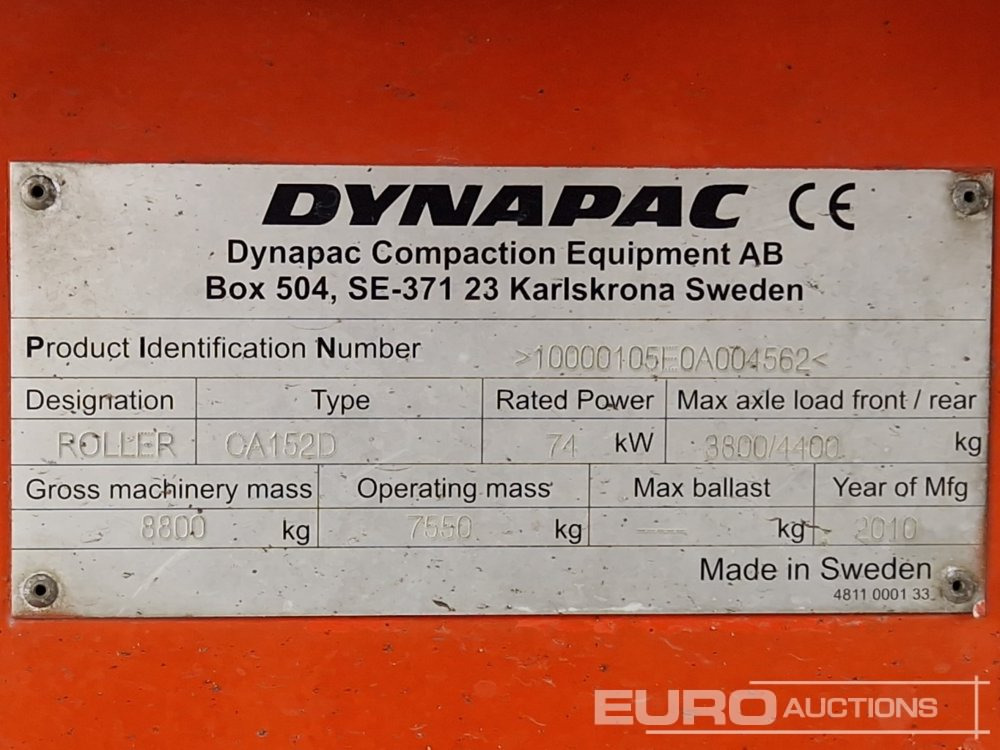 DYNAPAC CE
Dynapac Compaction Equipment AB
Box 504, SE-371 23 Karlskrona Sweden
Product Identification Number >10000105E0A004562<
Designation Type Rated Power Max axle load front / rear
ROLLER CA152D 74 kW 3800/4400 kg
Gross machinery mass Operating mass Max ballast Year of Mfg
8800 kg 7550 kg — kg 2010
Made in Sweden
4811 0001 33
EURO AUCTIONS